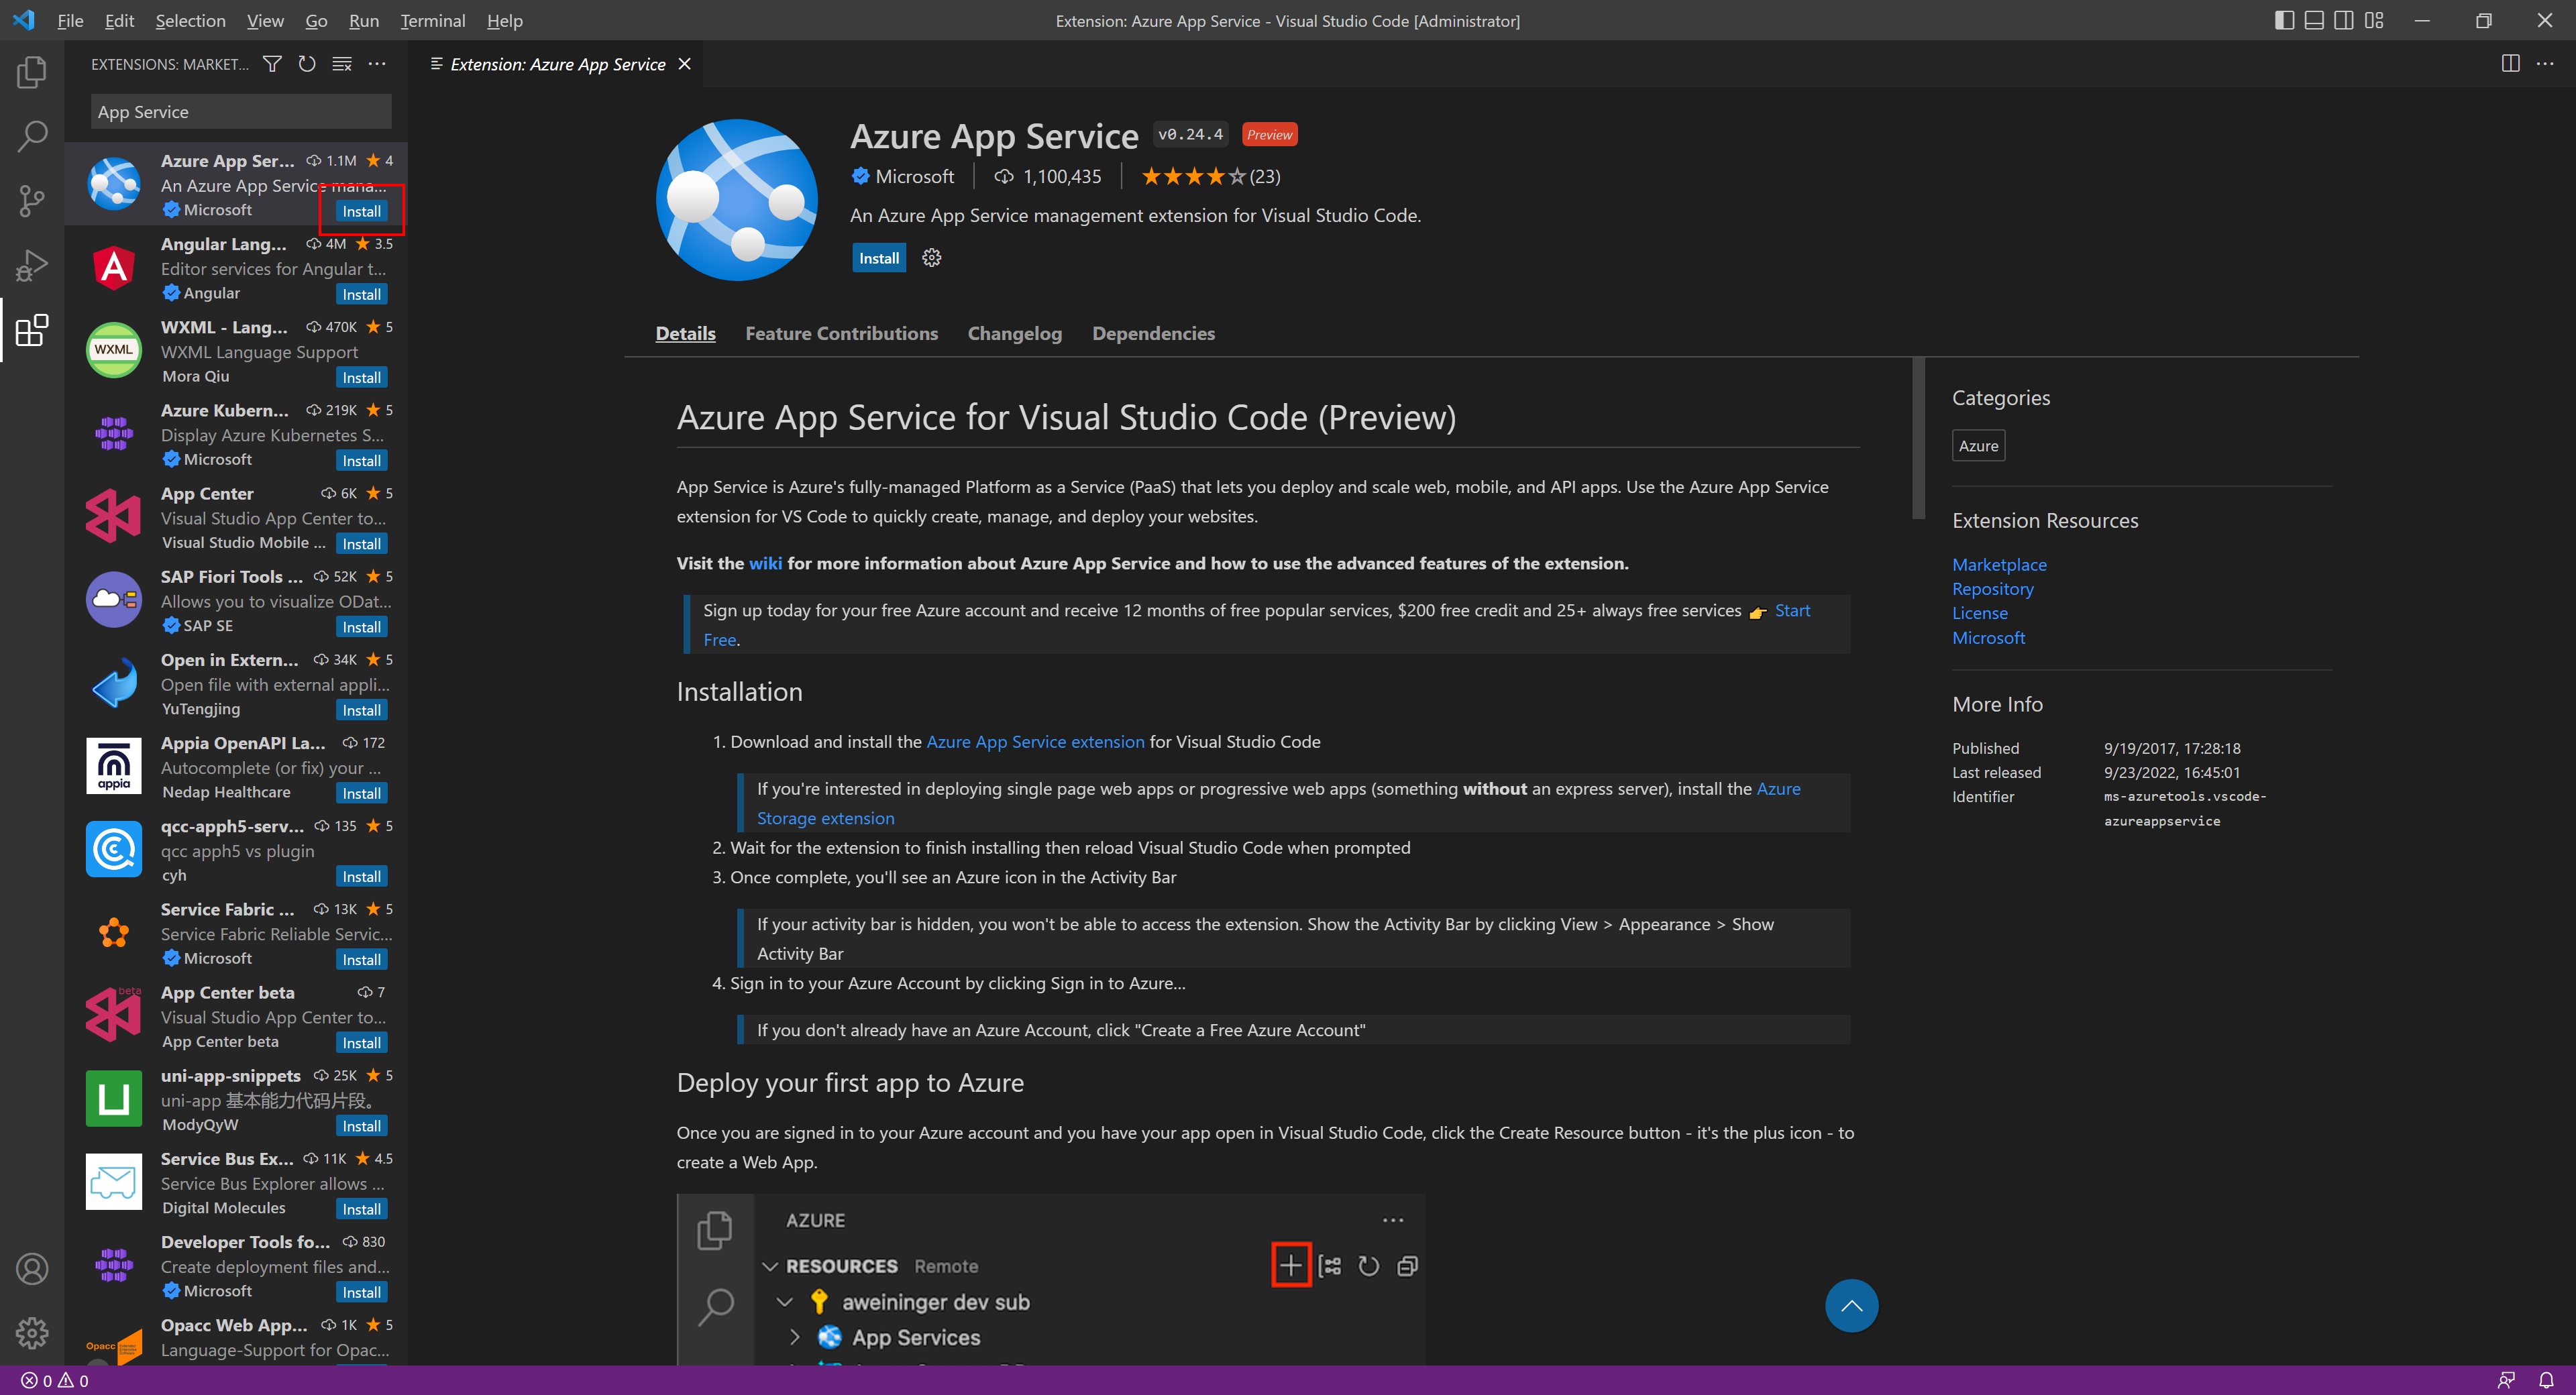 File Edit Selection View Go Run Terminal Help
Extension: Azure App Service - Visual Studio Code [Administrator]
EXTENSIONS: MARKET...
Extension: Azure App Service
App Service
Azure App Ser... 1.1M 4
An Azure App Service mana...
Microsoft
Install
Angular Lang... 4M 3.5
Editor services for Angular t...
Angular
Install
WXML
WXML - Lang... 470K 5
WXML Language Support
Mora Qiu
Install
Azure Kubern... 219K 5
Display Azure Kubernetes S...
Microsoft
Install
App Center 6K 5
Visual Studio App Center to...
Visual Studio Mobile ...
Install
SAP Fiori Tools ... 52K 5
Allows you to visualize ODat...
SAP SE
Install
Open in Extern... 34K 5
Open file with external appli...
YuTengjing
Install
appia
Appia OpenAPI La... 172
Autocomplete (or fix) your ...
Nedap Healthcare
Install
qcc-apph5-serv... 135 5
qcc apph5 vs plugin
cyh
Install
Service Fabric ... 13K 5
Service Fabric Reliable Servic...
Microsoft
Install
beta
App Center beta 7
Visual Studio App Center to...
App Center beta
Install
uni-app-snippets 25K 5
uni-app 基本能力代码片段。
ModyQyW
Install
Service Bus Ex... 11K 4.5
Service Bus Explorer allows ...
Digital Molecules
Install
Developer Tools fo... 830
Create deployment files and...
Microsoft
Install
Opacc
Opacc Web App... 1K 5
Language-Support for Opac...
Azure App Service v0.24.4 Preview
Microsoft 1,100,435 (23)
An Azure App Service management extension for Visual Studio Code.
Install
Details Feature Contributions Changelog Dependencies
Azure App Service for Visual Studio Code (Preview)
App Service is Azure's fully-managed Platform as a Service (PaaS) that lets you deploy and scale web, mobile, and API apps. Use the Azure App Service
extension for VS Code to quickly create, manage, and deploy your websites.
Visit the wiki for more information about Azure App Service and how to use the advanced features of the extension.
Sign up today for your free Azure account and receive 12 months of free popular services, $200 free credit and 25+ always free services 👉 Start
Free.
Installation
1. Download and install the Azure App Service extension for Visual Studio Code
If you're interested in deploying single page web apps or progressive web apps (something without an express server), install the Azure
Storage extension
2. Wait for the extension to finish installing then reload Visual Studio Code when prompted
3. Once complete, you'll see an Azure icon in the Activity Bar
If your activity bar is hidden, you won't be able to access the extension. Show the Activity Bar by clicking View > Appearance > Show
Activity Bar
4. Sign in to your Azure Account by clicking Sign in to Azure...
If you don't already have an Azure Account, click "Create a Free Azure Account"
Deploy your first app to Azure
Once you are signed in to your Azure account and you have your app open in Visual Studio Code, click the Create Resource button - it's the plus icon - to
create a Web App.
AZURE
RESOURCES Remote
aweininger dev sub
App Services
Categories
Azure
Extension Resources
Marketplace
Repository
License
Microsoft
More Info
Published 9/19/2017, 17:28:18
Last released 9/23/2022, 16:45:01
Identifier ms-azuretools.vscode-
azureappservice
0 0